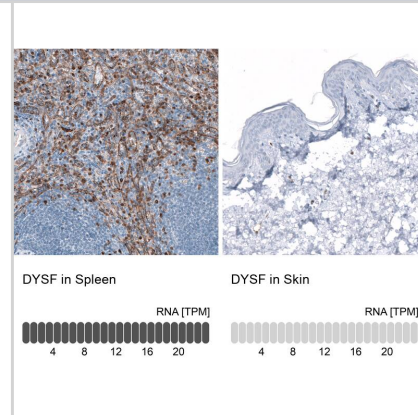 DYSF in Spleen
RNA [TPM]
4 8 12 16 20
DYSF in Skin
RNA [TPM]
4 8 12 16 20